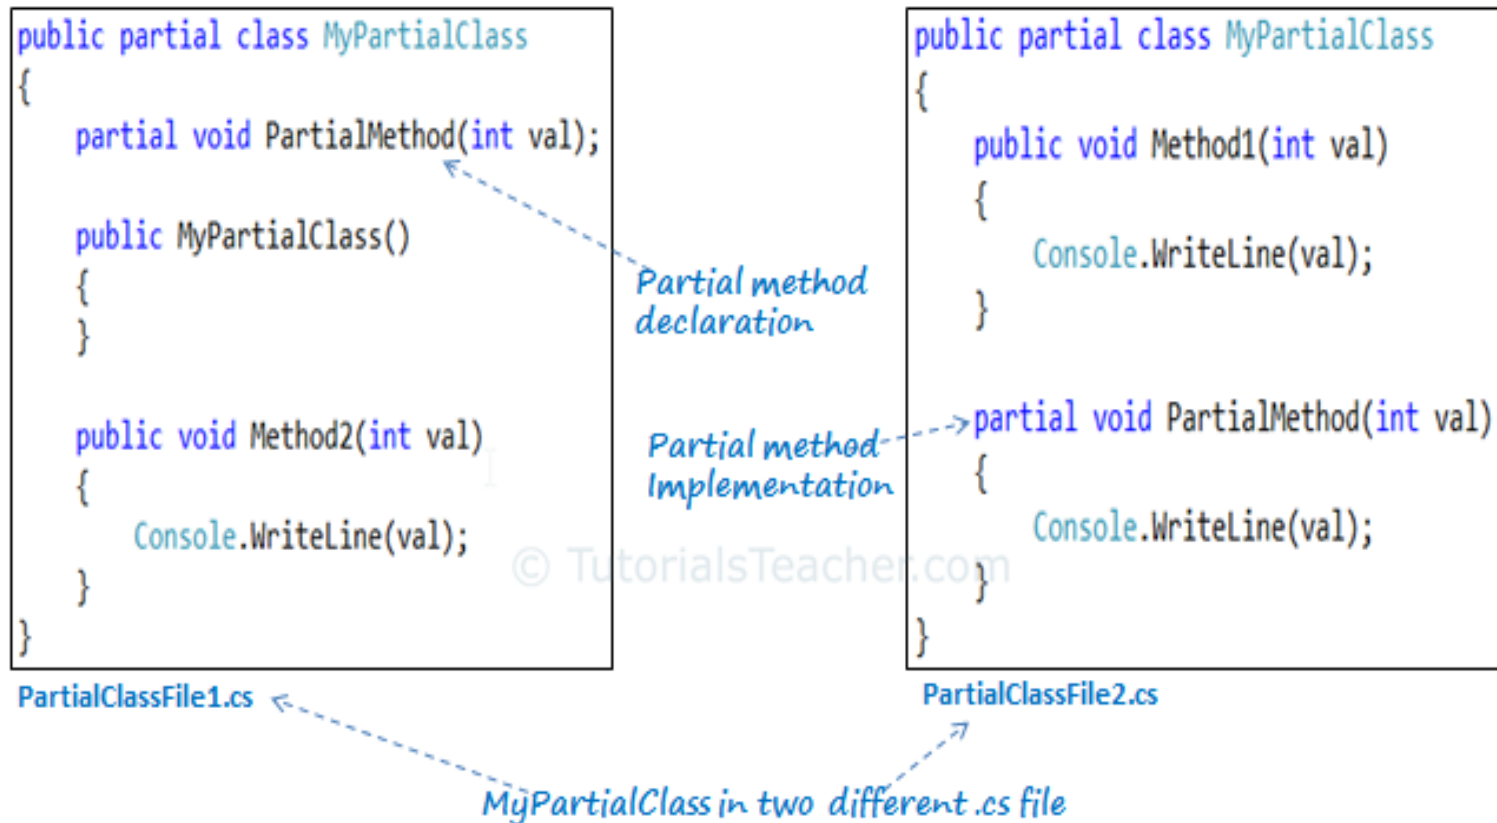 public partial class MyPartialClass
{
partial void PartialMethod(int val);
public MyPartialClass()
{
}
public void Method2(int val)
{
Console.WriteLine(val);
}
}
PartialClassFile1.cs
Partial method
declaration
Partial method
Implementation
public partial class MyPartialClass
{
public void Method1(int val)
{
Console.WriteLine(val);
}
partial void PartialMethod(int val)
{
Console.WriteLine(val);
}
}
PartialClassFile2.cs
© TutorialsTeacher.com
MyPartialClass in two different .cs file